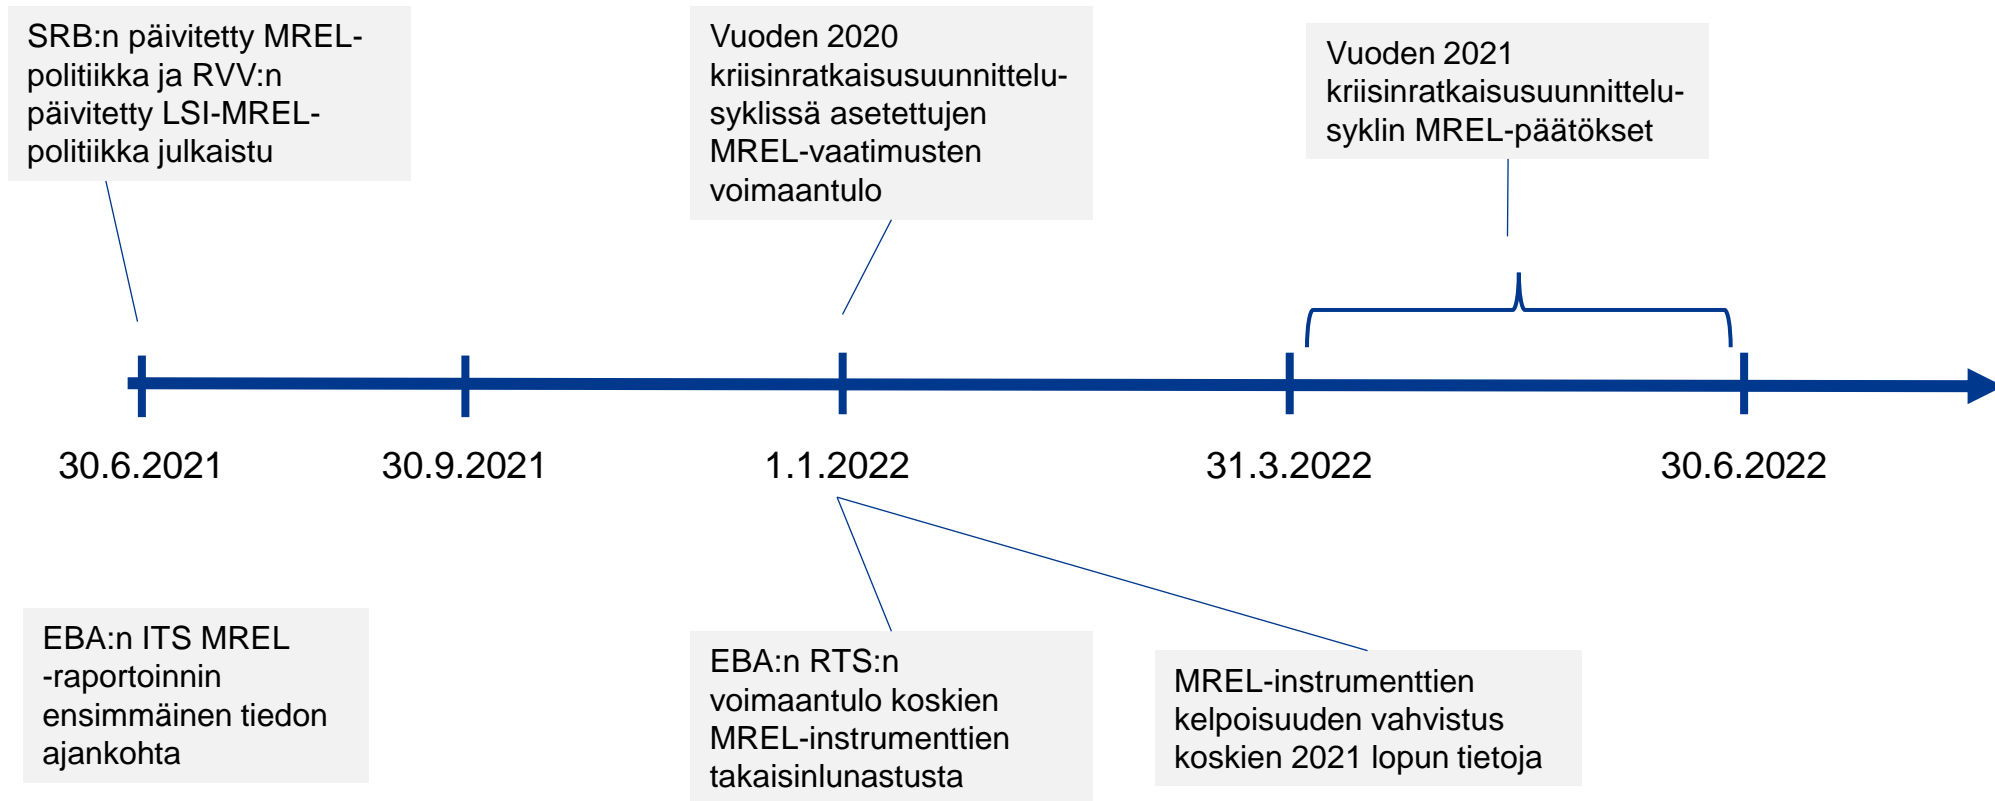 SRB:n päivitetty MREL-
politiikka ja RVV:n
päivitetty LSI-MREL-
politiikka julkaistu
Vuoden 2020
kriisinratkaisusuunnittelu-
syklissä asetettujen
MREL-vaatimusten
voimaantulo
Vuoden 2021
kriisinratkaisusuunnittelu-
syklin MREL-päätökset
30.6.2021
30.9.2021
1.1.2022
31.3.2022
30.6.2022
EBA:n ITS MREL
-raportoinnin
ensimmäinen tiedon
ajankohta
EBA:n RTS:n
voimaantulo koskien
MREL-instrumenttien
takaisinlunastusta
MREL-instrumenttien
kelpoisuuden vahvistus
koskien 2021 lopun tietoja